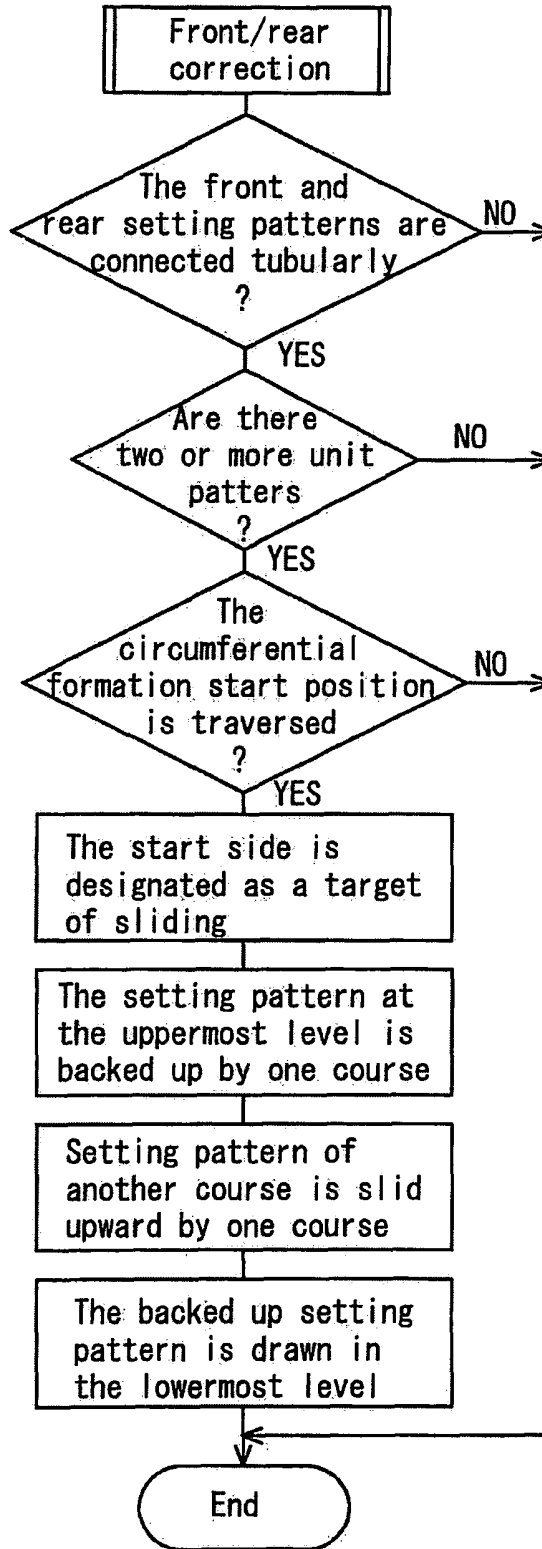 Front/rear
correction
The front and
rear setting patterns are
connected tubularly
?
NO
YES
Are there
two or more unit
patters
?
NO
YES
The
circumferential
formation start position
is traversed
?
NO
YES
The start side is
designated as a target
of sliding
The setting pattern at
the uppermost level is
backed up by one course
Setting pattern of
another course is slid
upward by one course
The backed up setting
pattern is drawn in
the lowermost level
End